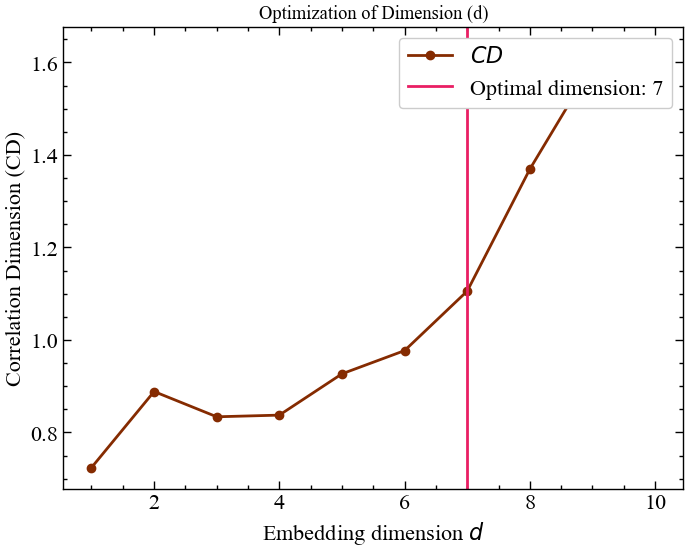 Optimization of Dimension (d)
CD
Optimal dimension: 7
Correlation Dimension (CD)
1.6
1.4
1.2
1.0
0.8
2 4 6 8 10
Embedding dimension d